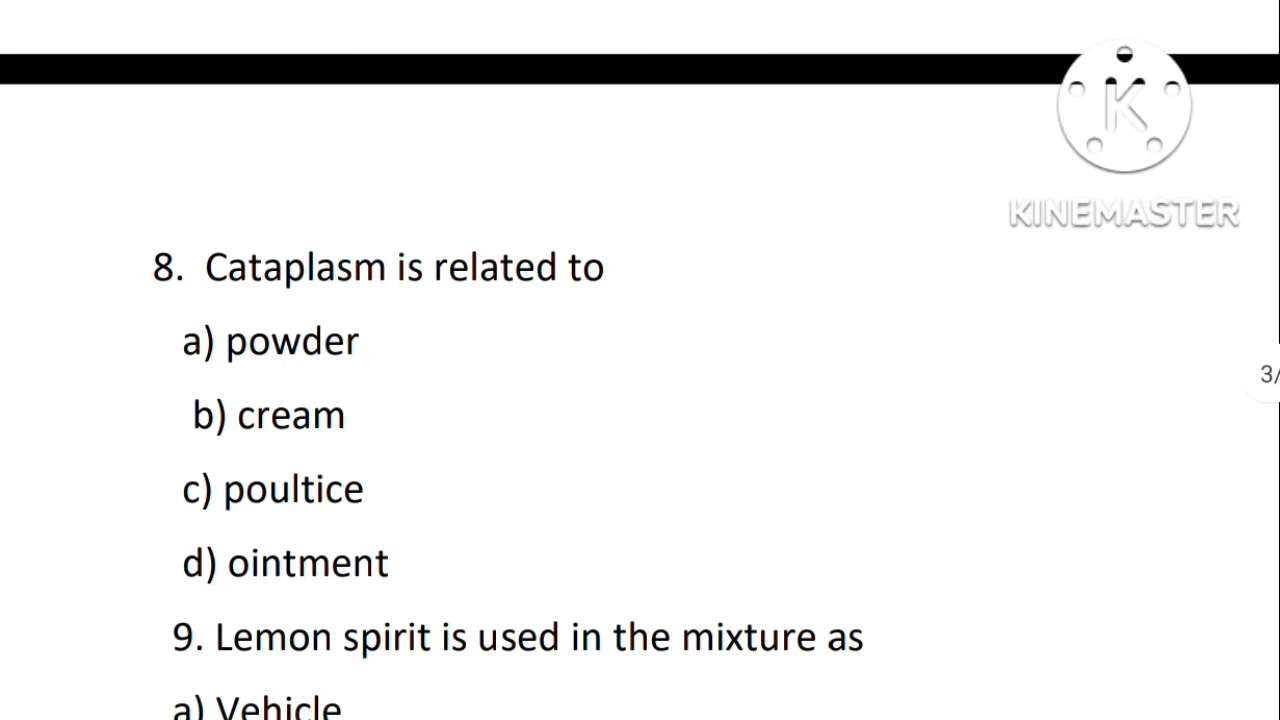 K
KINEMASTER
8. Cataplasm is related to
a) powder
3/
b) cream
c) poultice
d) ointment
9. Lemon spirit is used in the mixture as
a) Vehicle